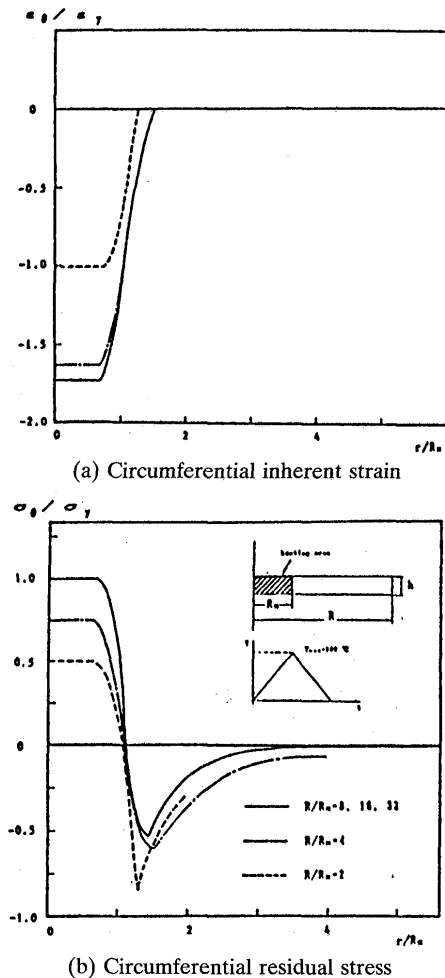 ε_θ / ε_Y
0
-0.5
-1.0
-1.5
-2.0
0 2 4 r/R_H
(a) Circumferential inherent strain
σ_θ / σ_Y
1.0
0.5
0
-0.5
-1.0
heating area
R_H
h
R
T
R/R_H=8, 16, 32
R/R_H=4
R/R_H=2
0 2 4 r/R_H
(b) Circumferential residual stress